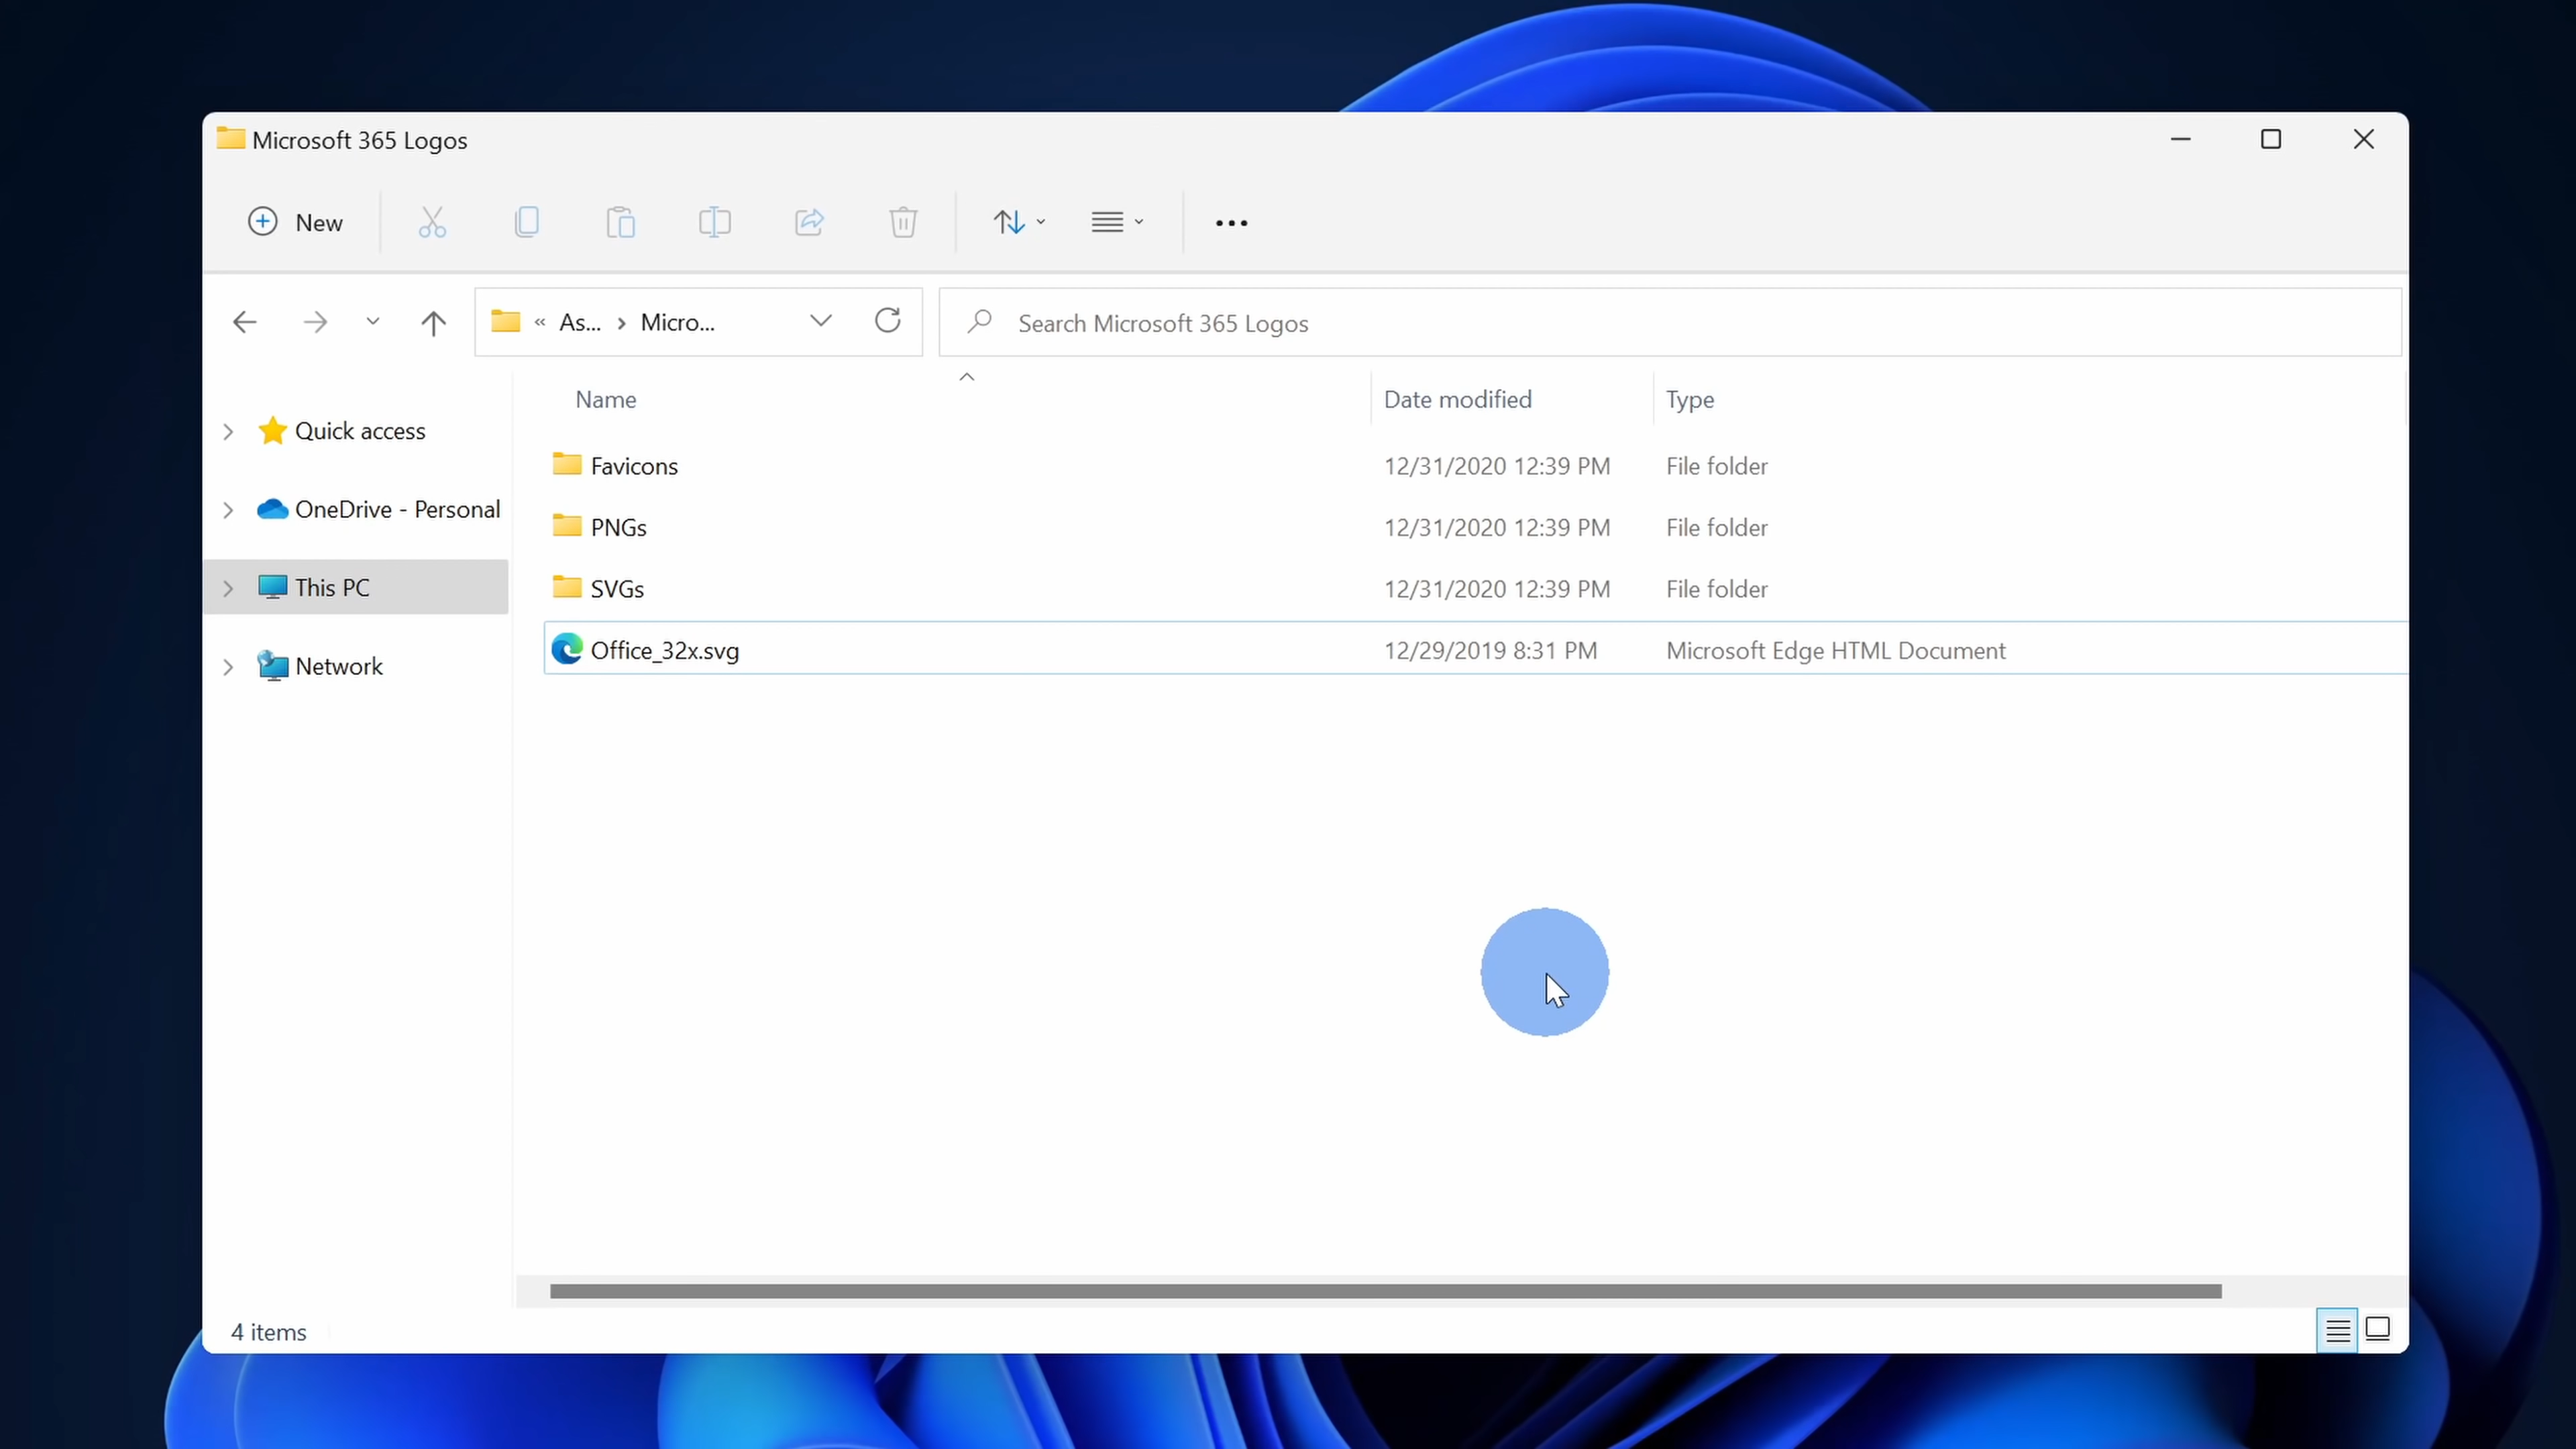 Microsoft 365 Logos
New
« As... › Micro...
Search Microsoft 365 Logos
Name Date modified Type
Quick access
OneDrive - Personal
This PC
Network
Favicons 12/31/2020 12:39 PM File folder
PNGs 12/31/2020 12:39 PM File folder
SVGs 12/31/2020 12:39 PM File folder
Office_32x.svg 12/29/2019 8:31 PM Microsoft Edge HTML Document
4 items